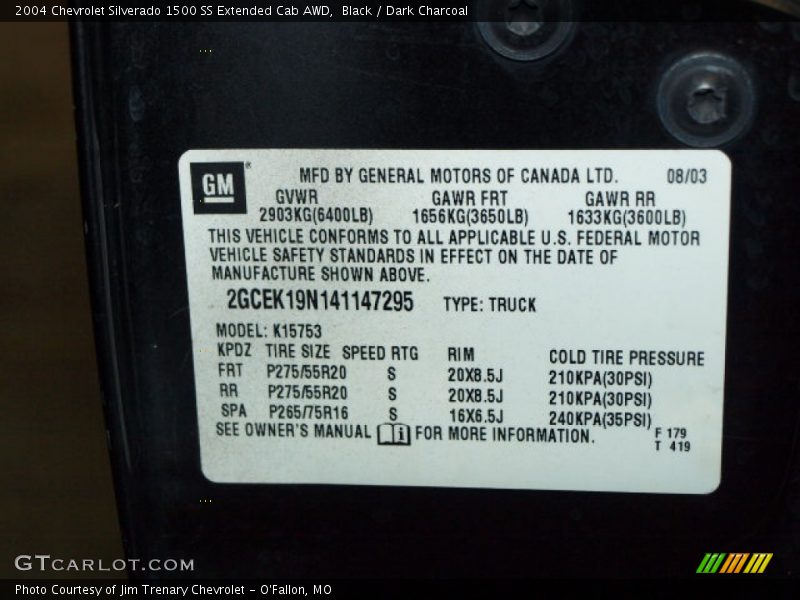 2004 Chevrolet Silverado 1500 SS Extended Cab AWD,  Black / Dark Charcoal
GM® MFD BY GENERAL MOTORS OF CANADA LTD. 08/03
GVWR GAWR FRT GAWR RR
2903KG(6400LB) 1656KG(3650LB) 1633KG(3600LB)
THIS VEHICLE CONFORMS TO ALL APPLICABLE U.S. FEDERAL MOTOR
VEHICLE SAFETY STANDARDS IN EFFECT ON THE DATE OF
MANUFACTURE SHOWN ABOVE.
2GCEK19N141147295 TYPE: TRUCK
MODEL: K15753
KPDZ TIRE SIZE SPEED RTG RIM COLD TIRE PRESSURE
FRT P275/55R20 S 20X8.5J 210KPA(30PSI)
RR P275/55R20 S 20X8.5J 210KPA(30PSI)
SPA P265/75R16 S 16X6.5J 240KPA(35PSI)
SEE OWNER'S MANUAL FOR MORE INFORMATION. F 179
T 419
GTCARLOT.COM
Photo Courtesy of Jim Trenary Chevrolet - O'Fallon, MO